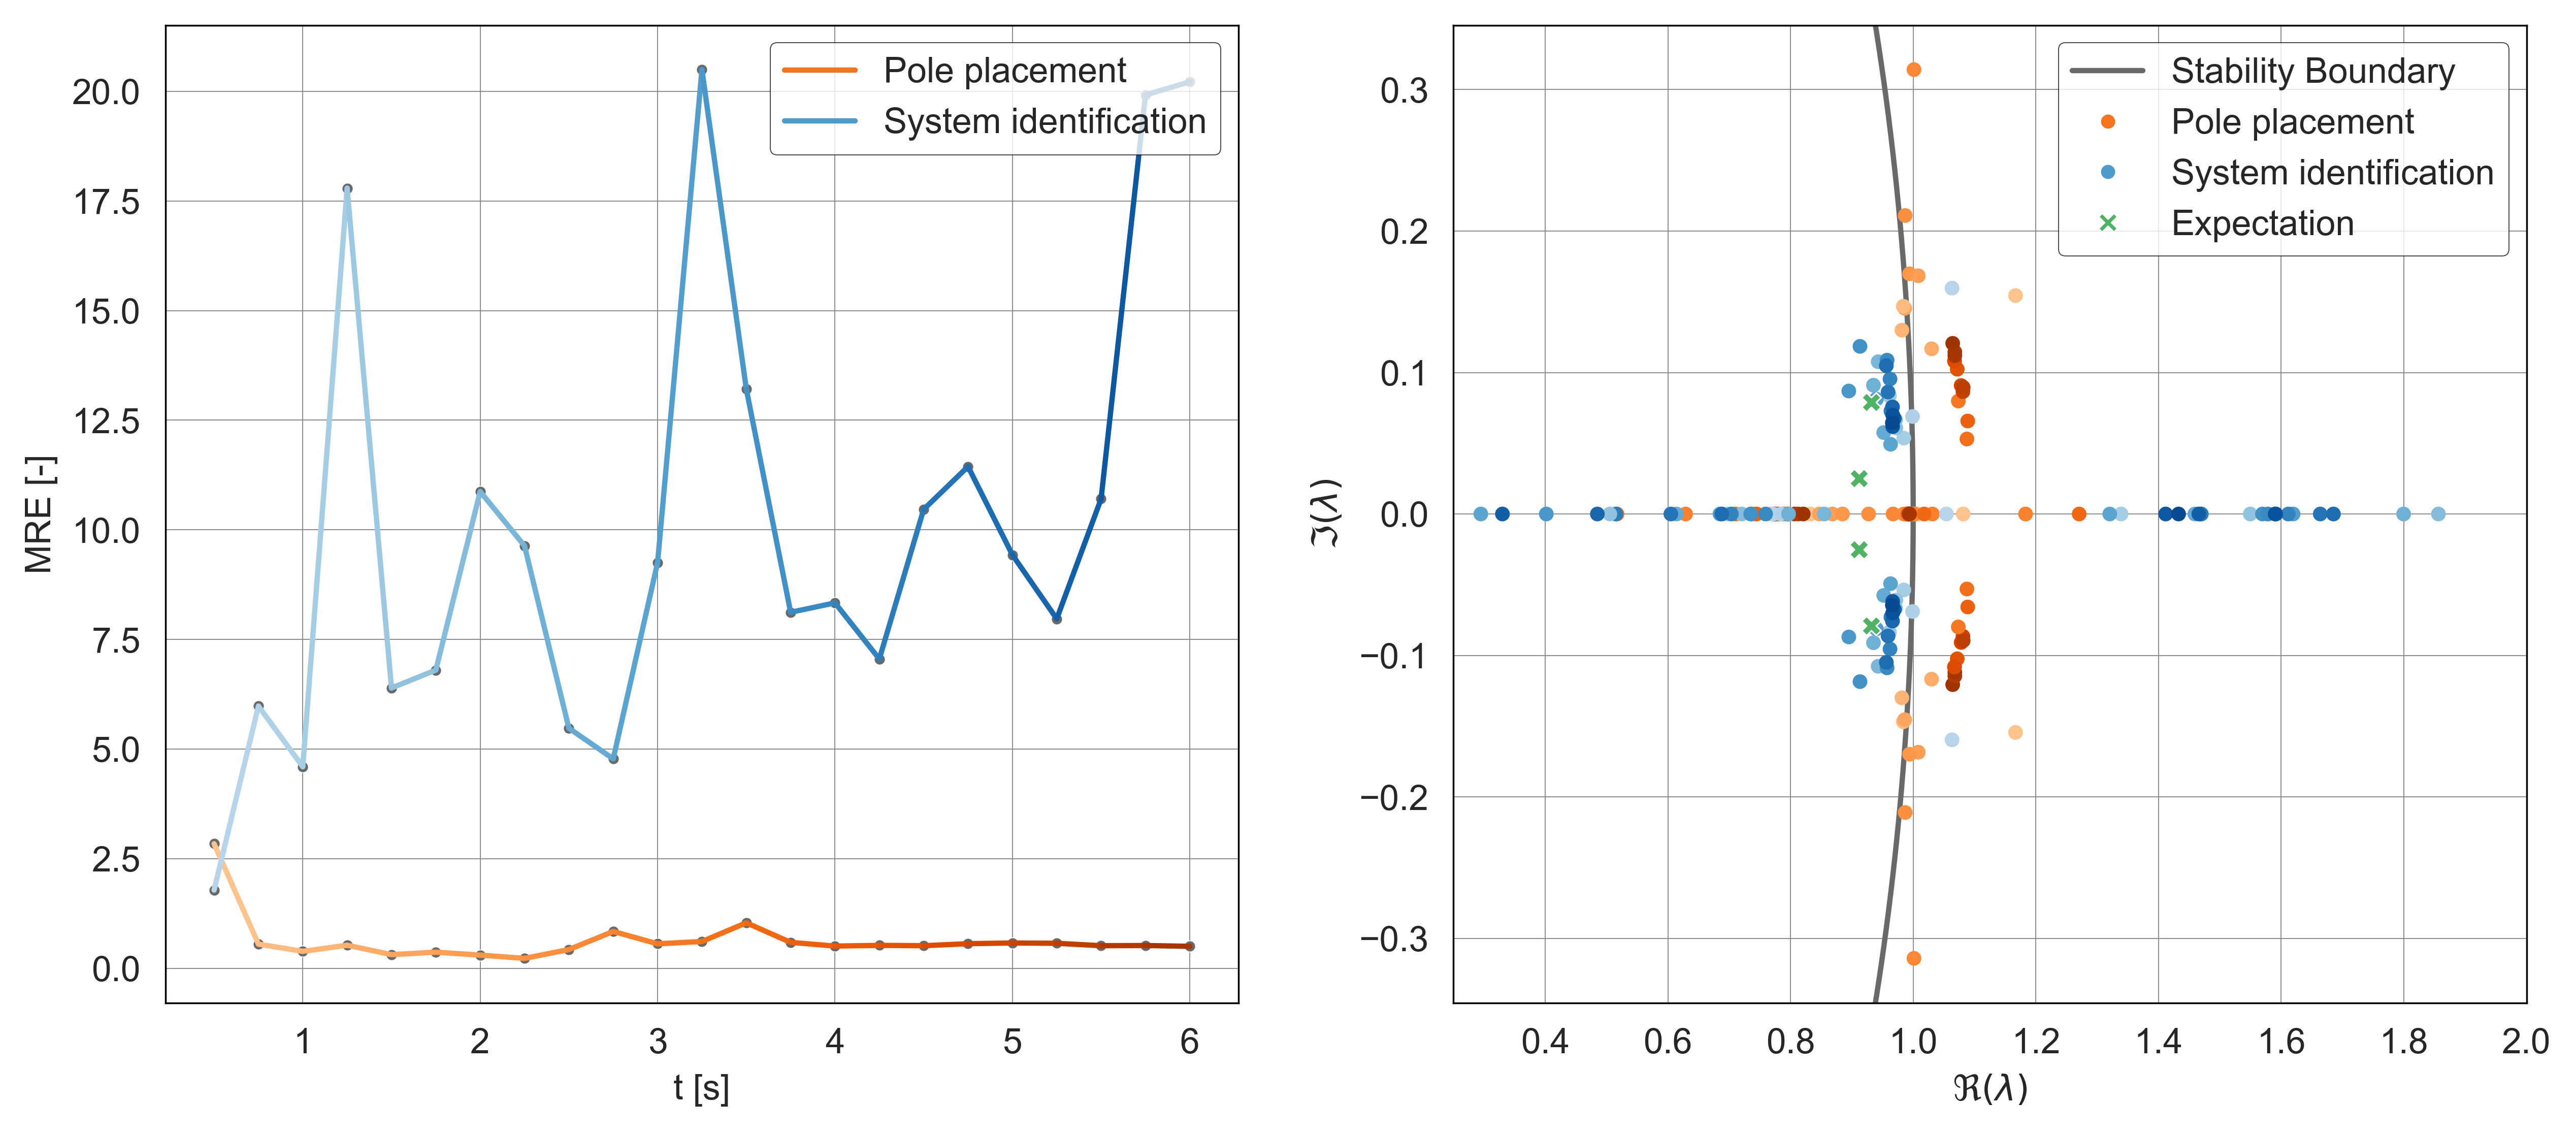 MRE [-]
20.0
17.5
15.0
12.5
10.0
7.5
5.0
2.5
0.0
1 2 3 4 5 6
t [s]
Pole placement
System identification
ℑ(λ)
0.3
0.2
0.1
0.0
−0.1
−0.2
−0.3
0.4 0.6 0.8 1.0 1.2 1.4 1.6 1.8 2.0
ℜ(λ)
Stability Boundary
Pole placement
System identification
Expectation